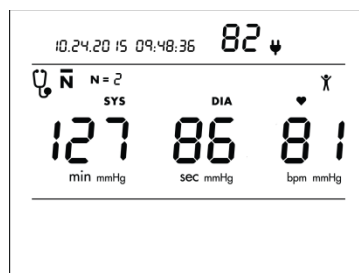 10.24.2015 09:48:36 82
N N=2
SYS DIA
127 86 81
min mmHg sec mmHg bpm mmHg